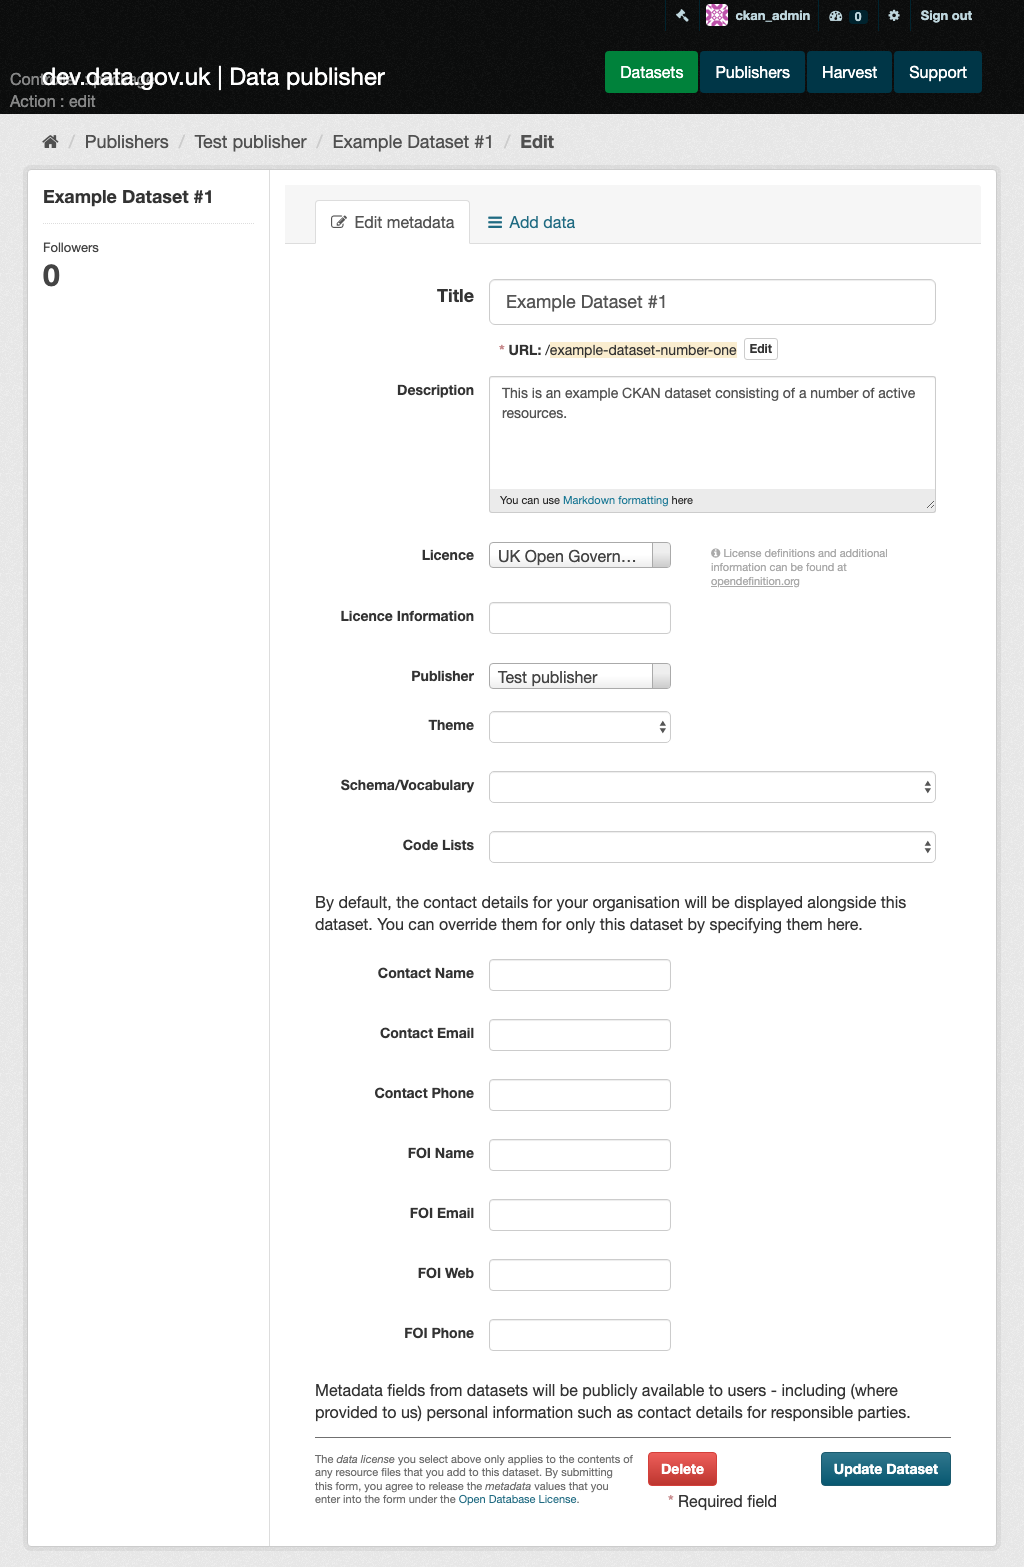 ckan_admin 0 Sign out
dev.data.gov.uk | Data publisher
Action : edit
Datasets Publishers Harvest Support
/ Publishers / Test publisher / Example Dataset #1 / Edit
Example Dataset #1
Followers
0
Edit metadata Add data
Title Example Dataset #1
* URL: /example-dataset-number-one Edit
Description This is an example CKAN dataset consisting of a number of active
resources.
You can use Markdown formatting here
Licence UK Open Govern...
License definitions and additional
information can be found at
opendefinition.org
Licence Information
Publisher Test publisher
Theme
Schema/Vocabulary
Code Lists
By default, the contact details for your organisation will be displayed alongside this
dataset. You can override them for only this dataset by specifying them here.
Contact Name
Contact Email
Contact Phone
FOI Name
FOI Email
FOI Web
FOI Phone
Metadata fields from datasets will be publicly available to users - including (where
provided to us) personal information such as contact details for responsible parties.
The data license you select above only applies to the contents of
any resource files that you add to this dataset. By submitting
this form, you agree to release the metadata values that you
enter into the form under the Open Database License.
Delete Update Dataset
* Required field